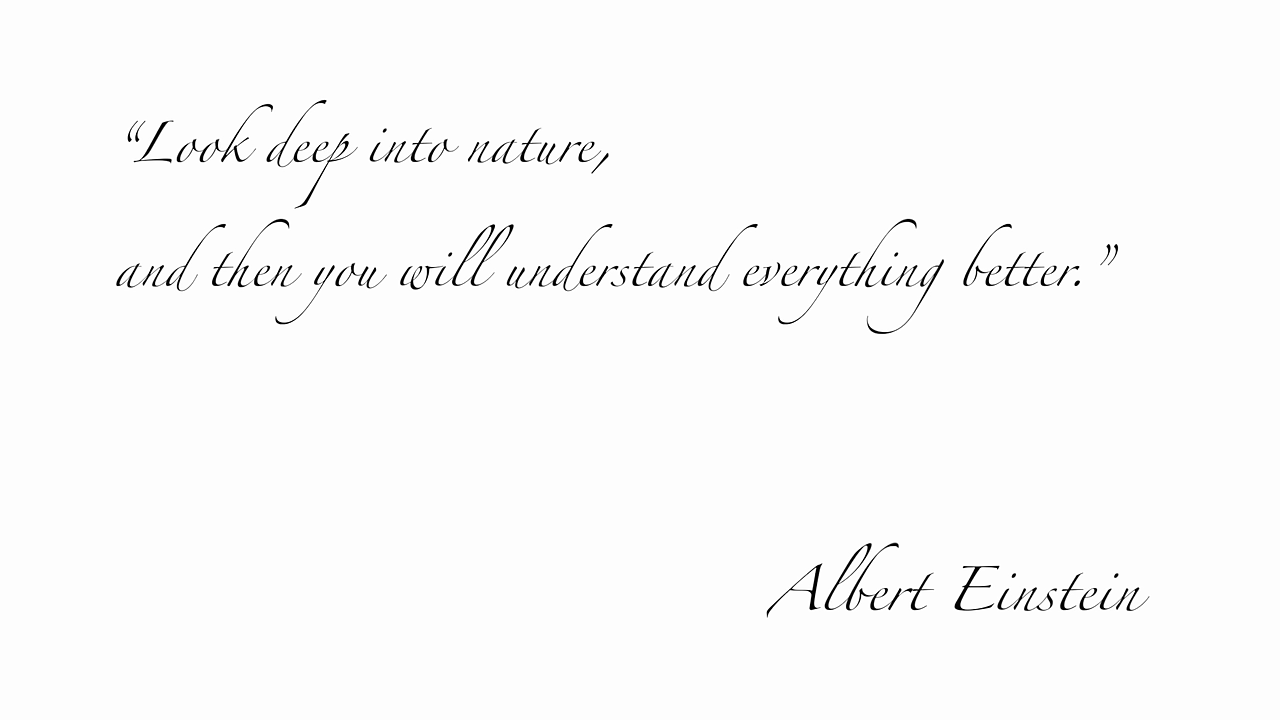 “Look deep into nature,
and then you will understand everything better.”
Albert Einstein